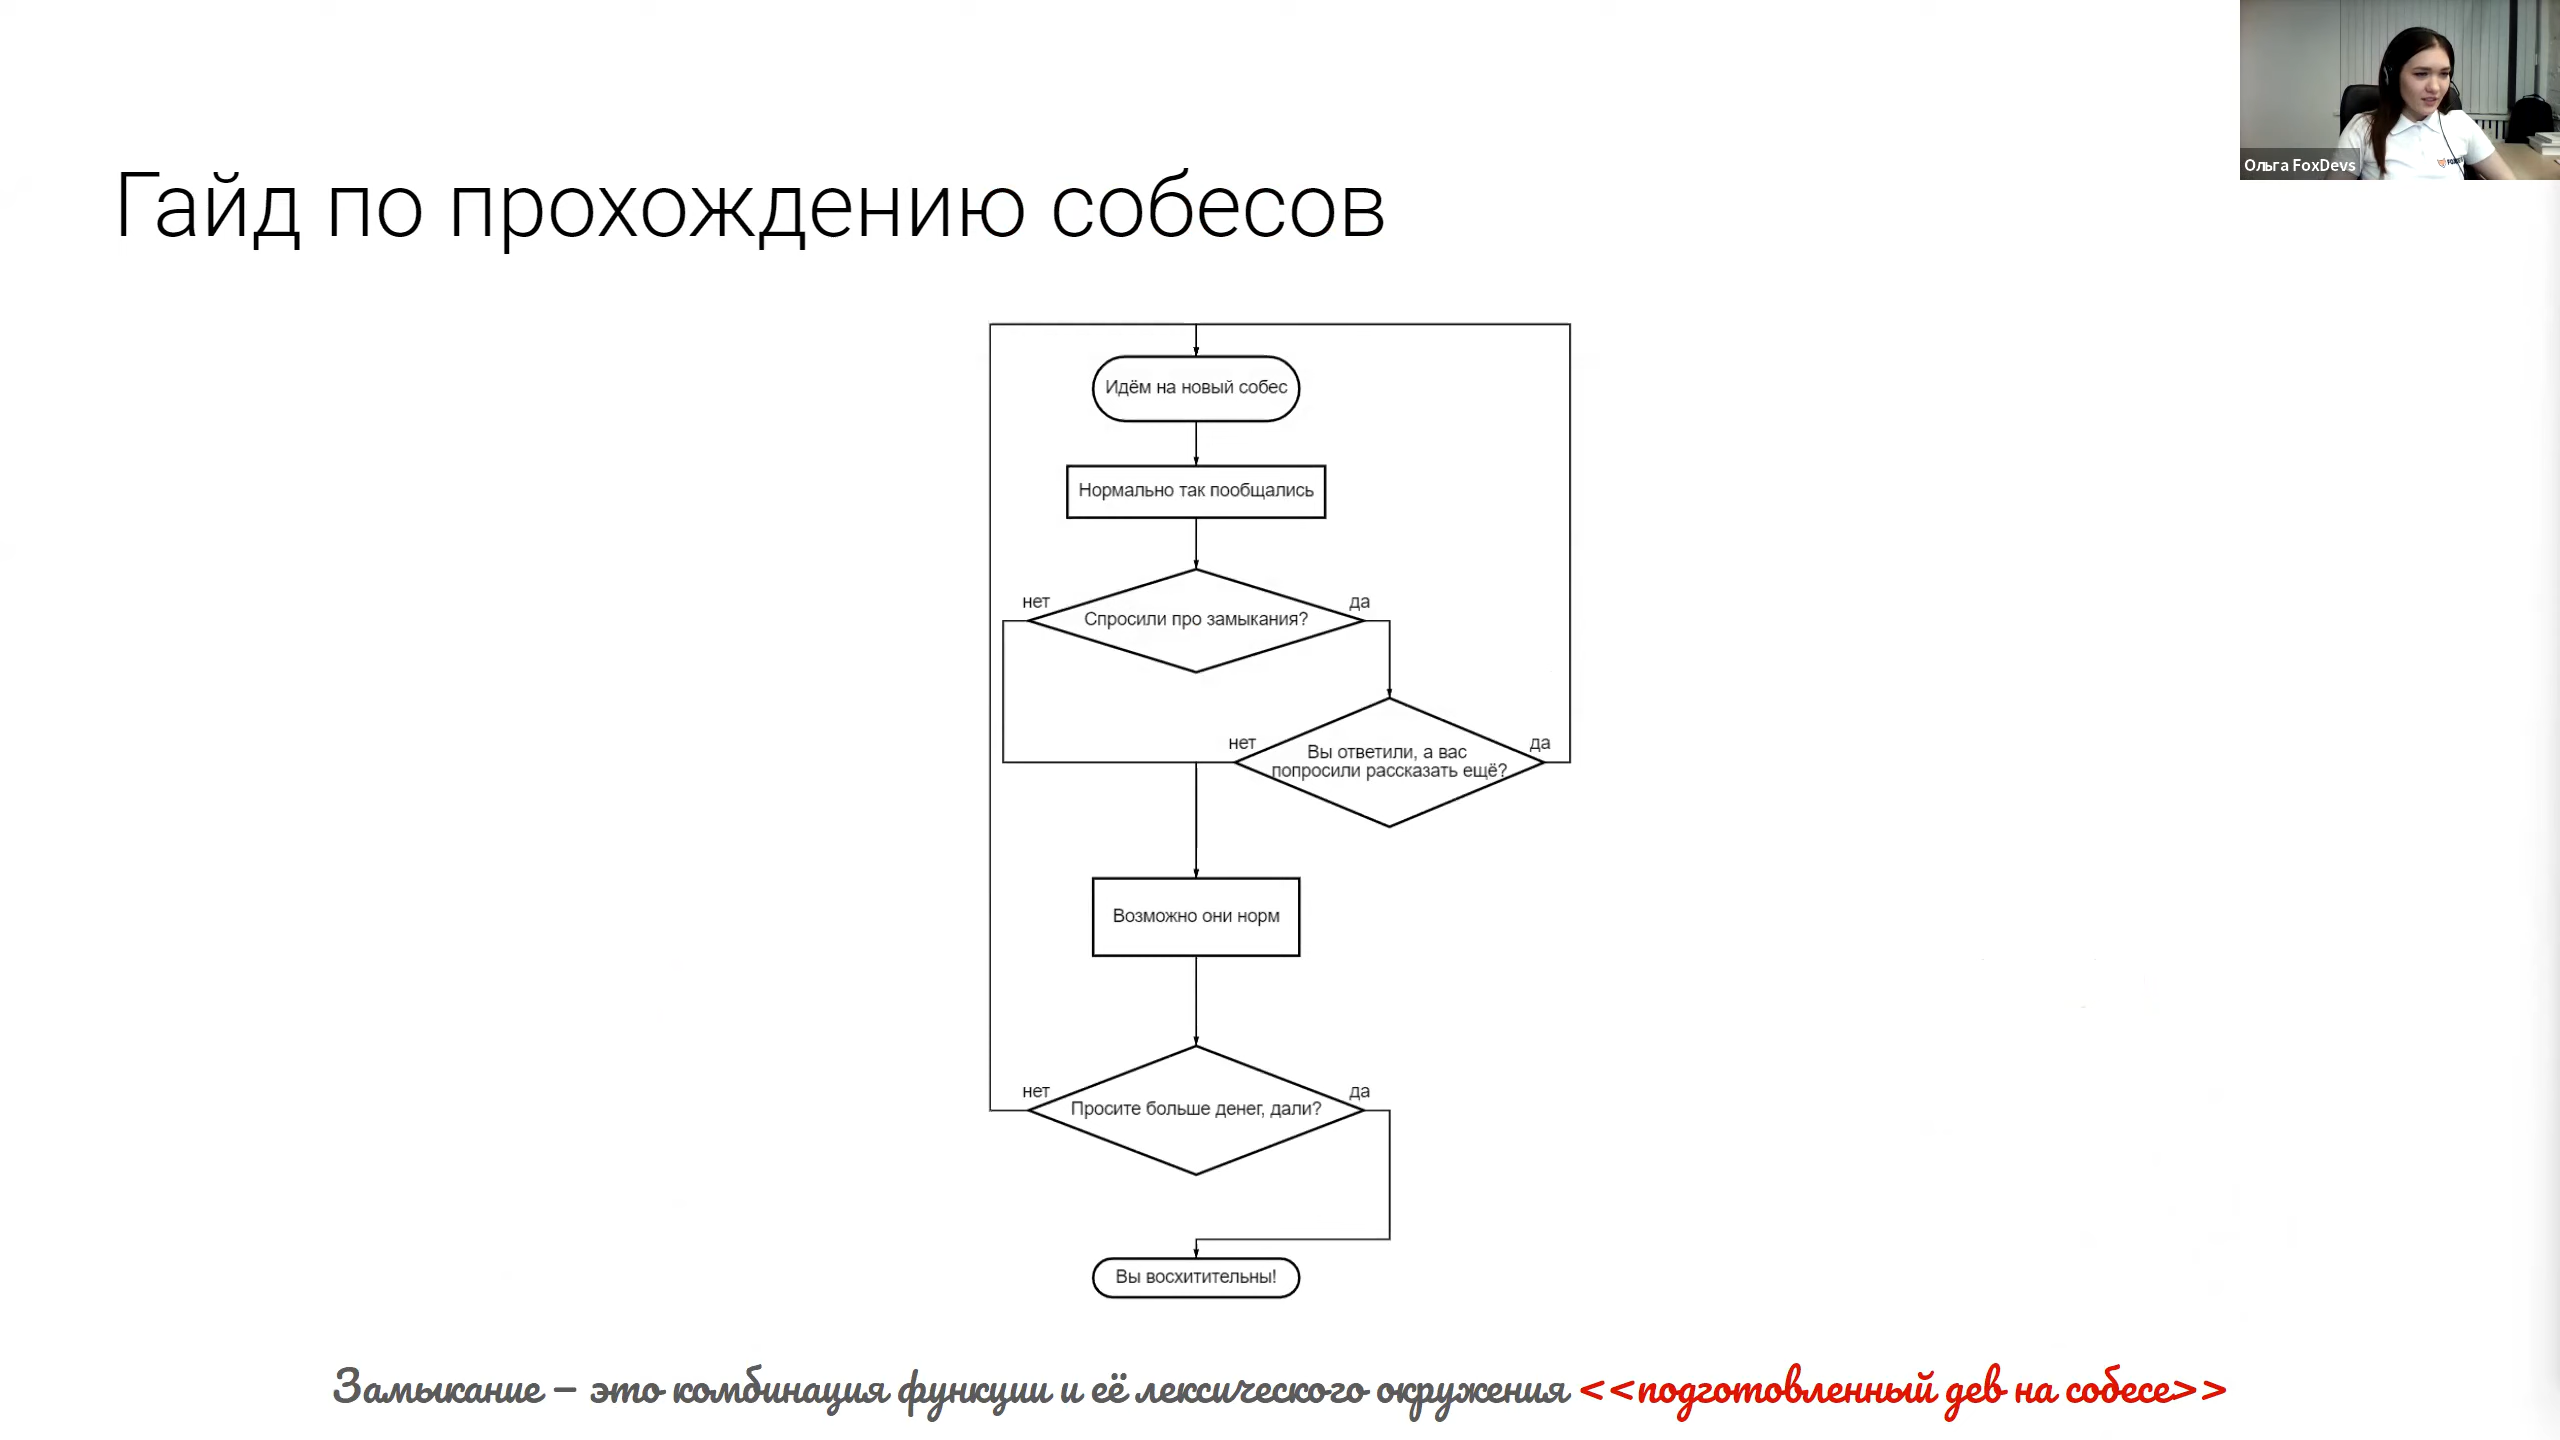 Ольга FoxDevs
Гайд по прохождению собесов
Идём на новый собес
Нормально так пообщались
нет
да
Спросили про замыкания?
нет
да
Вы ответили, а вас
попросили рассказать ещё?
Возможно они норм
нет
да
Просите больше денег, дали?
Вы восхитительны!
Замыкание – это комбинация функции и её лексического окружения <<подготовленный дев на собесе>>